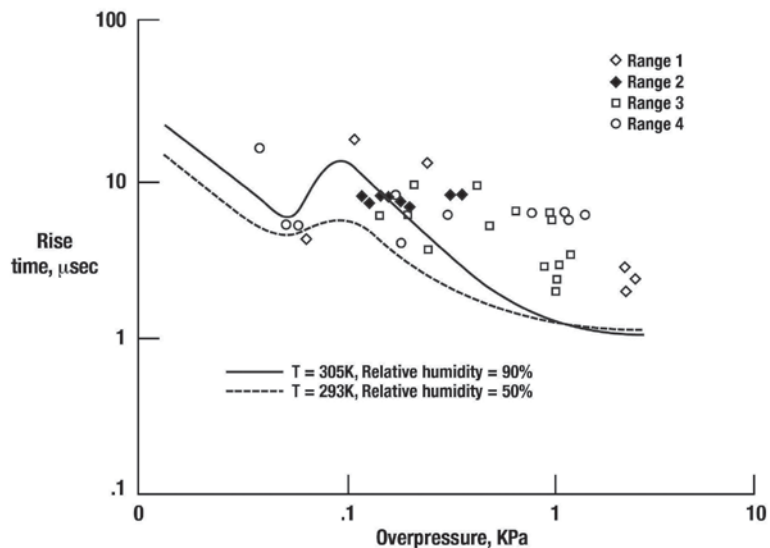 100
Range 1
Range 2
Range 3
Range 4
10
Rise
time, μsec
1
T = 305K, Relative humidity = 90%
T = 293K, Relative humidity = 50%
.1
0 .1 1 10
Overpressure, KPa